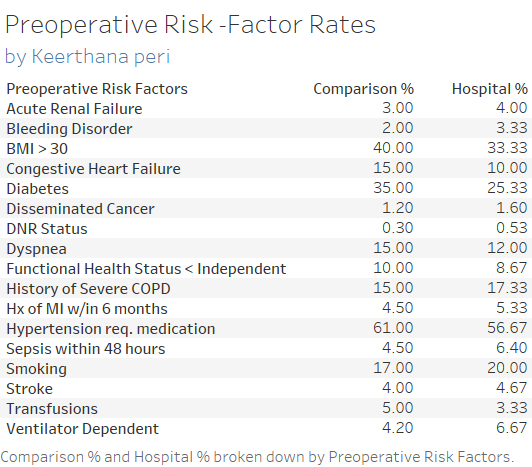 Preoperative Risk -Factor Rates
by Keerthana peri
Preoperative Risk Factors Comparison % Hospital %
Acute Renal Failure 3.00 4.00
Bleeding Disorder 2.00 3.33
BMI > 30 40.00 33.33
Congestive Heart Failure 15.00 10.00
Diabetes 35.00 25.33
Disseminated Cancer 1.20 1.60
DNR Status 0.30 0.53
Dyspnea 15.00 12.00
Functional Health Status < Independent 10.00 8.67
History of Severe COPD 15.00 17.33
Hx of MI w/in 6 months 4.50 5.33
Hypertension req. medication 61.00 56.67
Sepsis within 48 hours 4.50 6.40
Smoking 17.00 20.00
Stroke 4.00 4.67
Transfusions 5.00 3.33
Ventilator Dependent 4.20 6.67
Comparison % and Hospital % broken down by Preoperative Risk Factors.